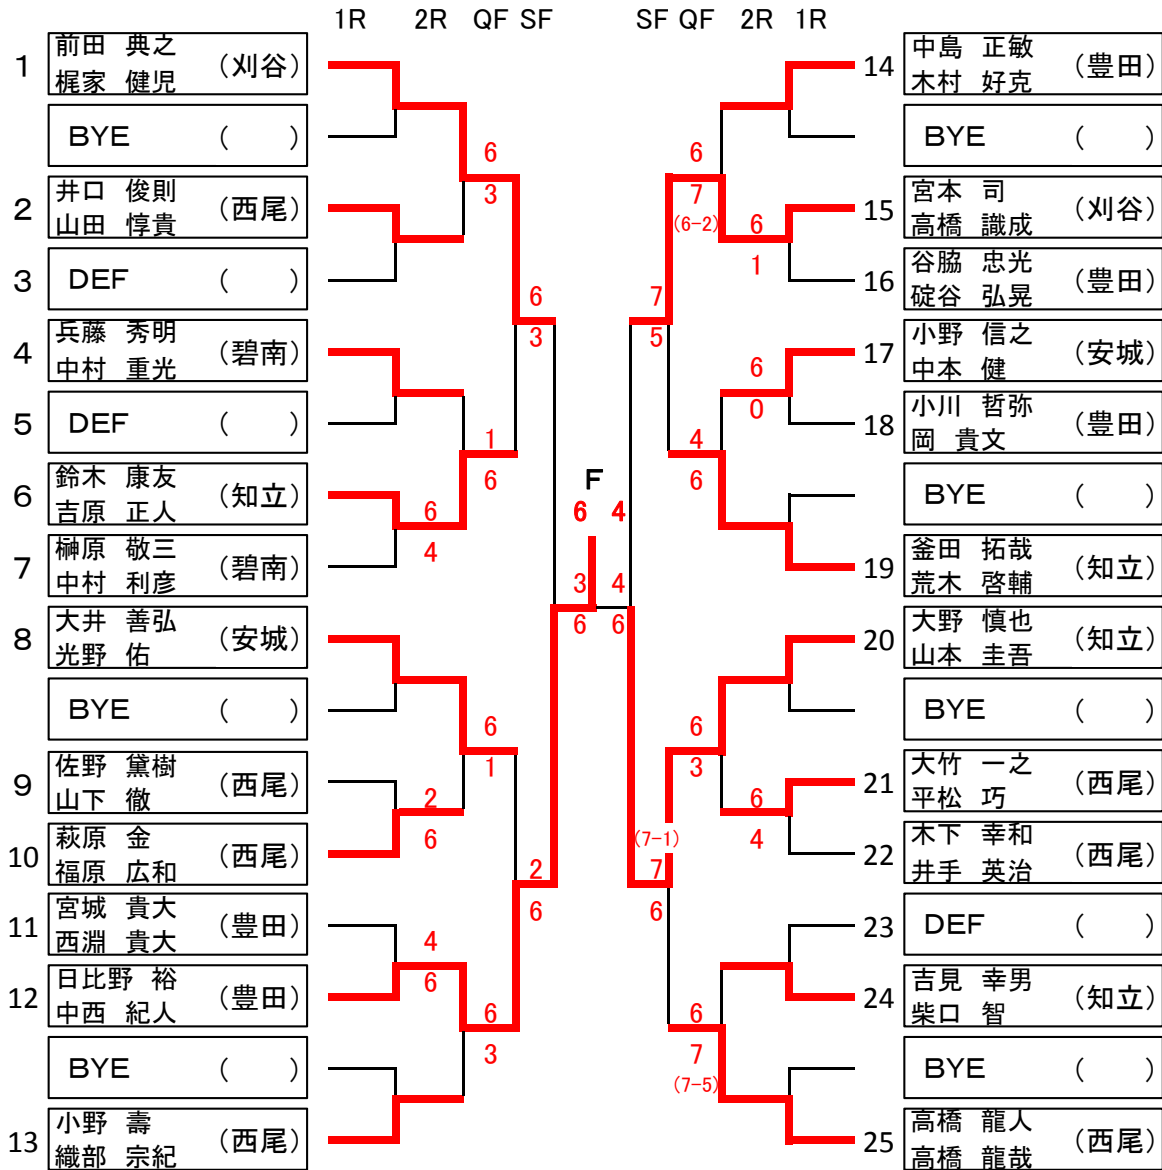 1R 2R QF SF SF QF 2R 1R
1 前田 典之 (刈谷)
梶家 健児
BYE ( )
2 井口 俊則 (西尾)
山田 惇貴
3 DEF ( )
4 兵藤 秀明 (碧南)
中村 重光
5 DEF ( )
6 鈴木 康友 (知立)
吉原 正人
7 榊原 敬三 (碧南)
中村 利彦
8 大井 善弘 (安城)
光野 佑
BYE ( )
9 佐野 黛樹 (西尾)
山下 徹
10 萩原 金 (西尾)
福原 広和
11 宮城 貴大 (豊田)
西淵 貴大
12 日比野 裕 (豊田)
中西 紀人
BYE ( )
13 小野 壽 (西尾)
織部 宗紀
6
3
6
3
1
6
6
4
6
1
2
6
2
6
4
6
6
3
F
6 4
3 4
6 6
6
7
(6-2)
6
1
7
5
6
0
4
6
6
3
6
4
(7-1)
7
6
6
7
(7-5)
14 中島 正敏 (豊田)
木村 好克
BYE ( )
15 宮本 司 (刈谷)
高橋 識成
16 谷脇 忠光 (豊田)
碇谷 弘晃
17 小野 信之 (安城)
中本 健
18 小川 哲弥 (豊田)
岡 貴文
BYE ( )
19 釜田 拓哉 (知立)
荒木 啓輔
20 大野 慎也 (知立)
山本 圭吾
BYE ( )
21 大竹 一之 (西尾)
平松 巧
22 木下 幸和 (西尾)
井手 英治
23 DEF ( )
24 吉見 幸男 (知立)
柴口 智
BYE ( )
25 高橋 龍人 (西尾)
高橋 龍哉